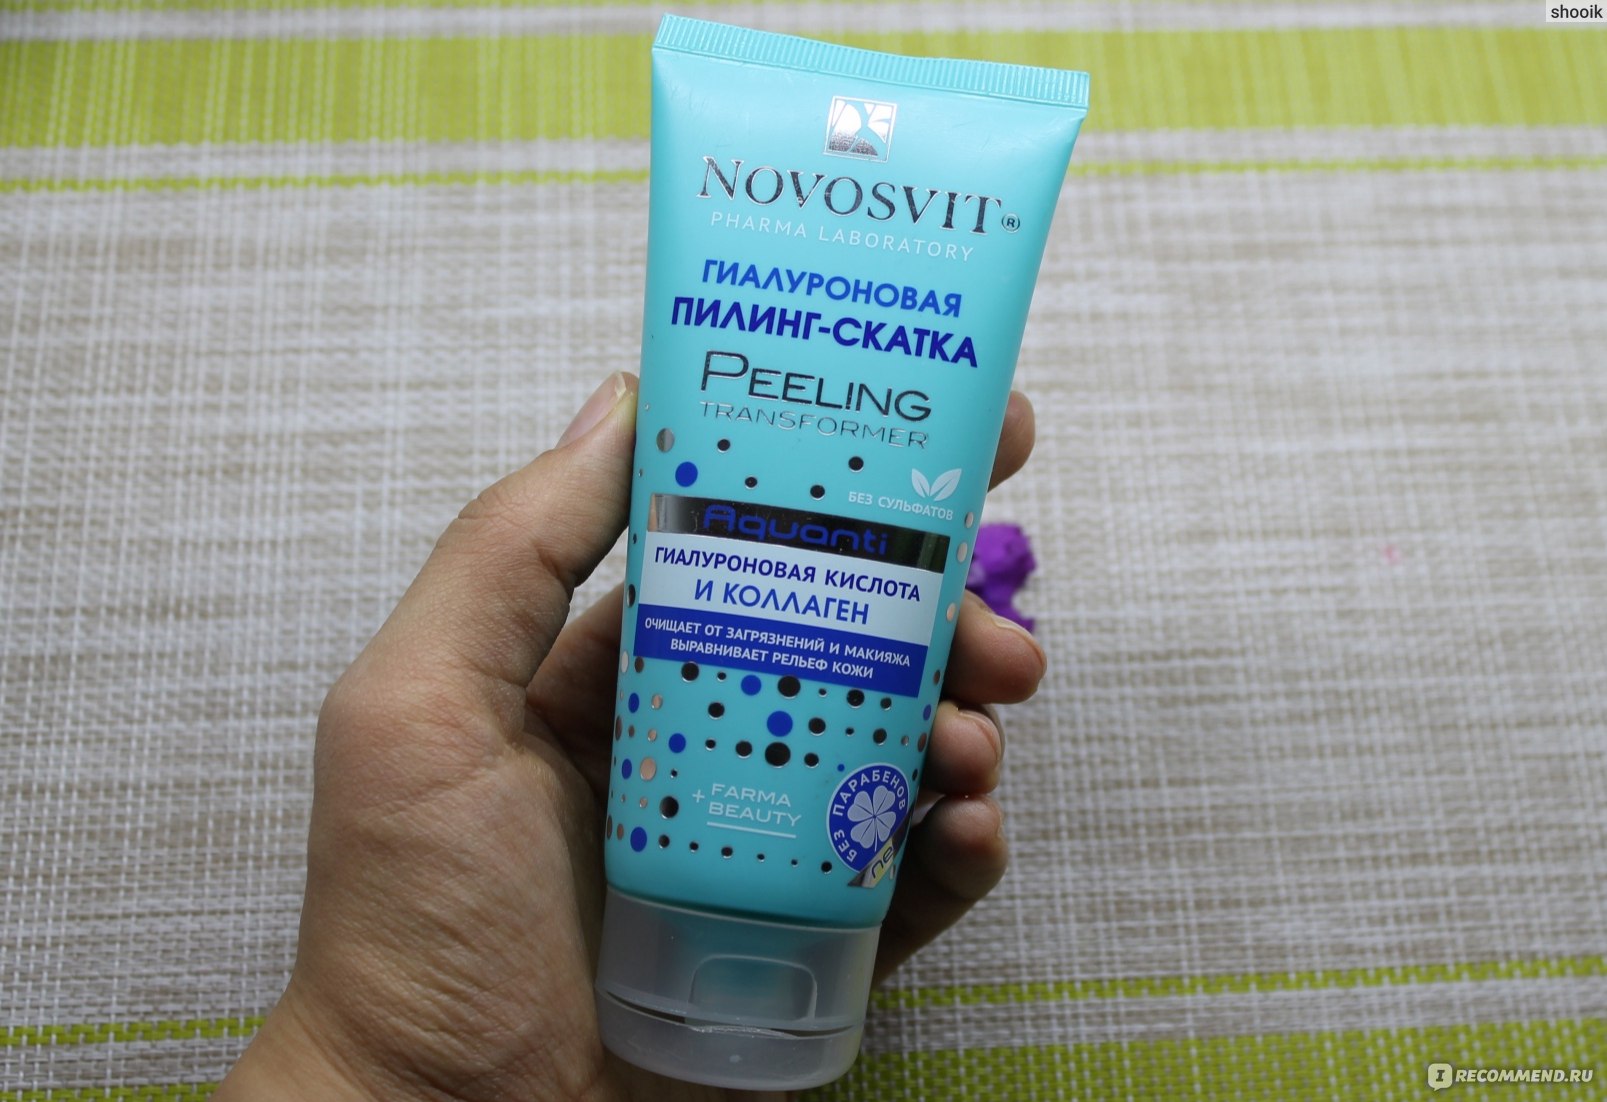 shooik
NOVOSVIT®
PHARMA LABORATORY
ГИАЛУРОНОВАЯ
ПИЛИНГ-СКАТКА
PEELING
TRANSFORMER
БЕЗ СУЛЬФАТОВ
Aquanti
ГИАЛУРОНОВАЯ КИСЛОТА
И КОЛЛАГЕН
ОЧИЩАЕТ ОТ ЗАГРЯЗНЕНИЙ И МАКИЯЖА
ВЫРАВНИВАЕТ РЕЛЬЕФ КОЖИ
+ FARMA
BEAUTY
БЕЗ ПАРАБЕНОВ
IRECOMMEND.RU